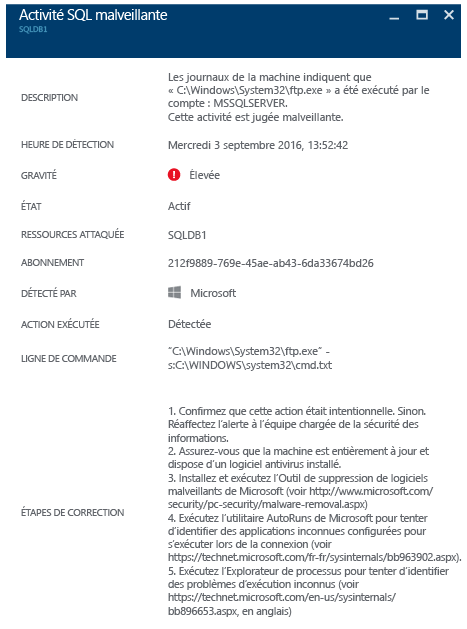 Activité SQL malveillante
SQLDB1
DESCRIPTION
Les journaux de la machine indiquent que
« C:\Windows\System32\ftp.exe » a été exécuté par le
compte : MSSQLSERVER.
Cette activité est jugée malveillante.
HEURE DE DÉTECTION
Mercredi 3 septembre 2016, 13:52:42
GRAVITÉ
Élevée
ÉTAT
Actif
RESSOURCES ATTAQUÉE
SQLDB1
ABONNEMENT
212f9889-769e-45ae-ab43-6da33674bd26
DÉTECTÉ PAR
Microsoft
ACTION EXÉCUTÉE
Détectée
LIGNE DE COMMANDE
"C:\Windows\System32\ftp.exe" -
s:C:\WINDOWS\system32\cmd.txt
ÉTAPES DE CORRECTION
1. Confirmez que cette action était intentionnelle. Sinon.
Réaffectez l'alerte à l'équipe chargée de la sécurité des
informations.
2. Assurez-vous que la machine est entièrement à jour et
dispose d'un logiciel antivirus installé.
3. Installez et exécutez l'Outil de suppression de logiciels
malveillants de Microsoft (voir http://www.microsoft.com/
security/pc-security/malware-removal.aspx)
4. Exécutez l'utilitaire AutoRuns de Microsoft pour tenter
d'identifier des applications inconnues configurées pour
s'exécuter lors de la connexion (voir
https://technet.microsoft.com/fr-fr/sysinternals/bb963902.aspx).
5. Exécutez l'Explorateur de processus pour tenter d'identifier
des problèmes d'exécution inconnus (voir
https://technet.microsoft.com/en-us/sysinternals/
bb896653.aspx, en anglais)